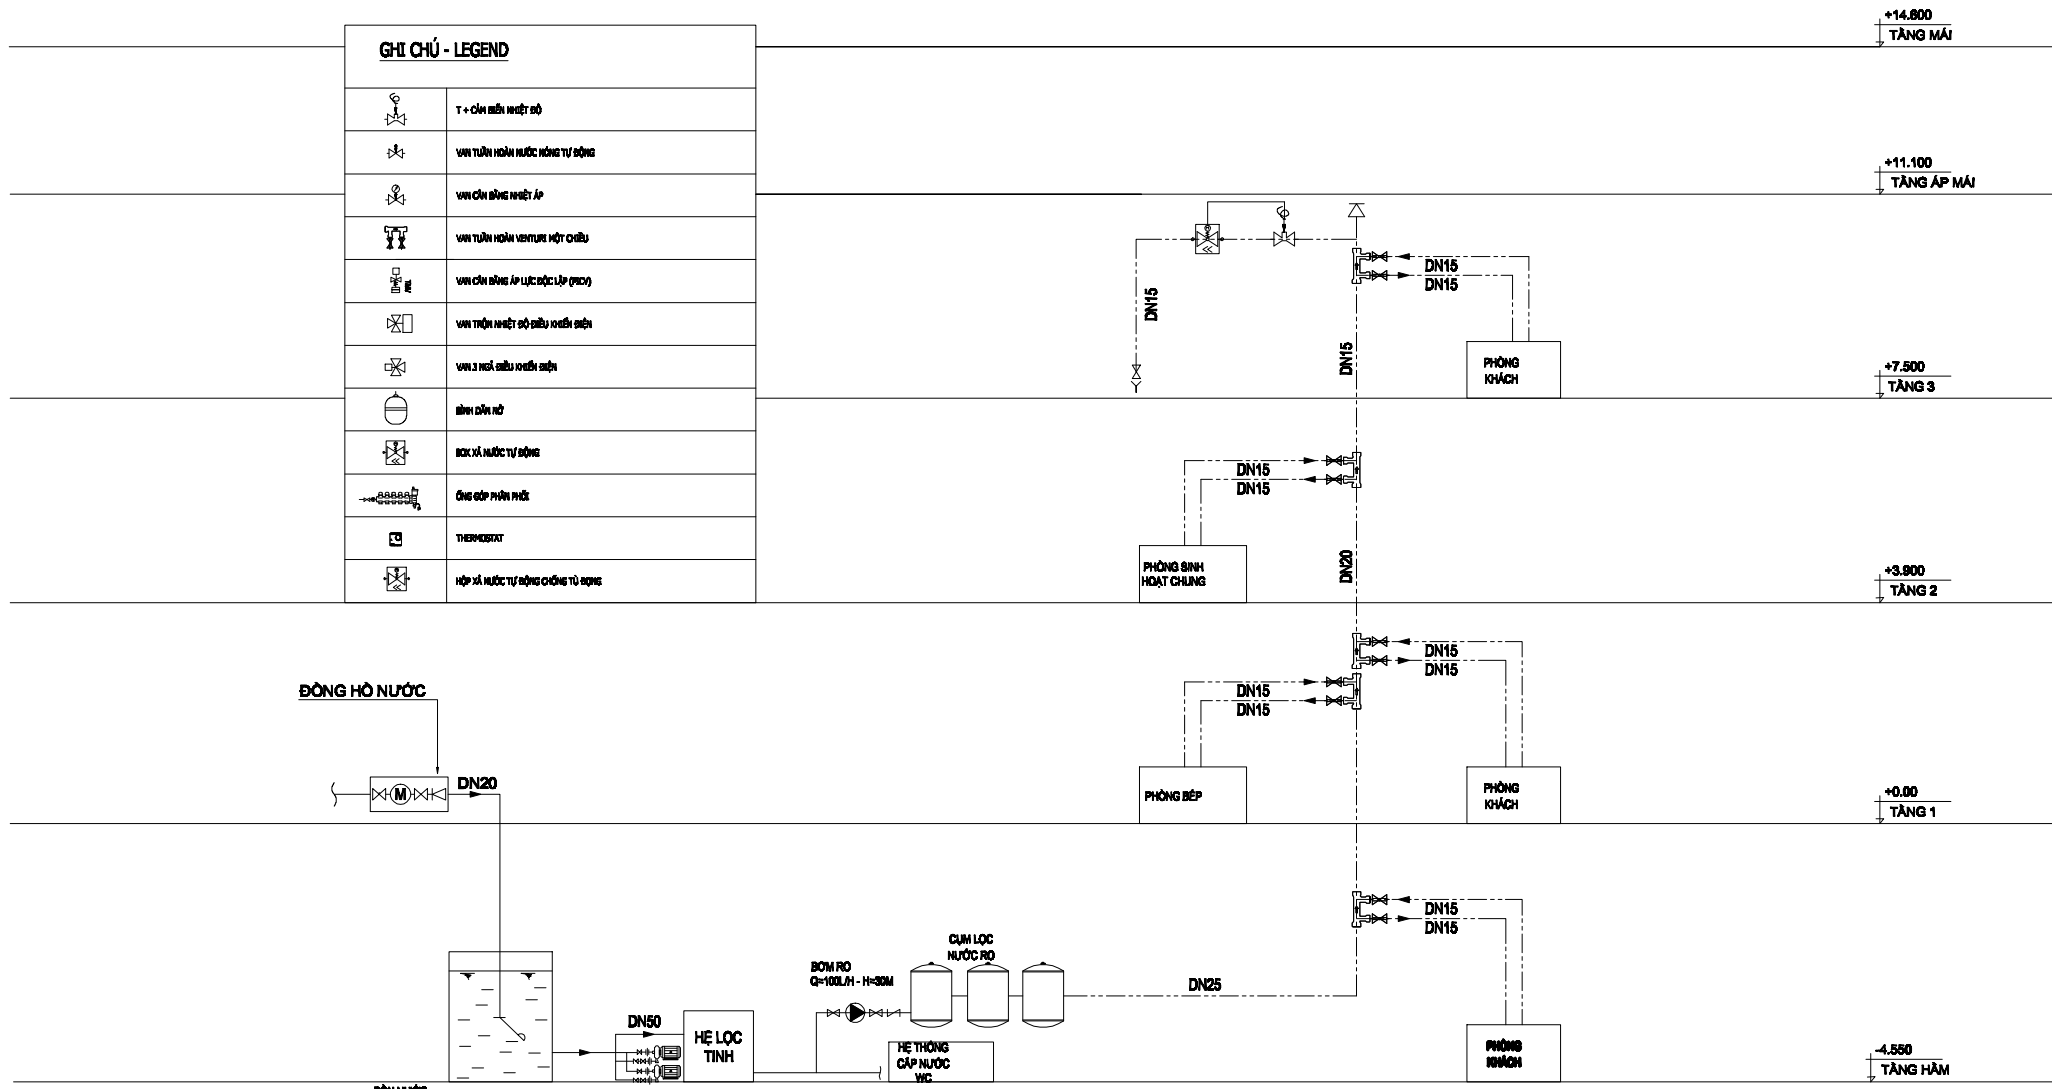 +14.600
TẦNG MÁI
GHI CHÚ - LEGEND
T + CẢM BIẾN NHIỆT ĐỘ
VAN TUẦN HOÀN NƯỚC NÓNG TỰ ĐỘNG
+11.100
TẦNG ÁP MÁI
VAN CÂN BẰNG NHIỆT ÁP
VAN TUẦN HOÀN VENTURI MỘT CHIỀU
VAN CÂN BẰNG ÁP LỰC ĐỘC LẬP (PICV)
VAN TRỘN NHIỆT ĐỘ ĐIỀU KHIỂN ĐIỆN
VAN 3 NGẢ ĐIỀU KHIỂN ĐIỆN
BÌNH DÃN NỞ
BOX XẢ NƯỚC TỰ ĐỘNG
ỐNG GÓP PHÂN PHỐI
THERMOSTAT
HỘP XẢ NƯỚC TỰ ĐỘNG CHỐNG TÙ ĐỌNG
DN15
DN15
DN15
DN15
PHÒNG
KHÁCH
+7.500
TẦNG 3
DN15
DN15
DN20
PHÒNG SINH
HOẠT CHUNG
+3.900
TẦNG 2
DN15
DN15
DN15
DN15
ĐỒNG HỒ NƯỚC
M
DN20
PHÒNG BẾP
PHÒNG
KHÁCH
+0.00
TẦNG 1
DN15
DN15
CỤM LỌC
NƯỚC RO
BƠM RO
Q=100L/H - H=30M
DN25
DN50
HỆ LỌC
TINH
HỆ THỐNG
CẤP NƯỚC
WC
PHÒNG
KHÁCH
-4.550
TẦNG HẦM